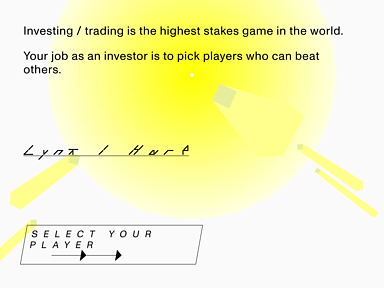 Investing / trading is the highest stakes game in the world.
Your job as an investor is to pick players who can beat
others.
Lynx / Hare
SELECT YOUR
PLAYER